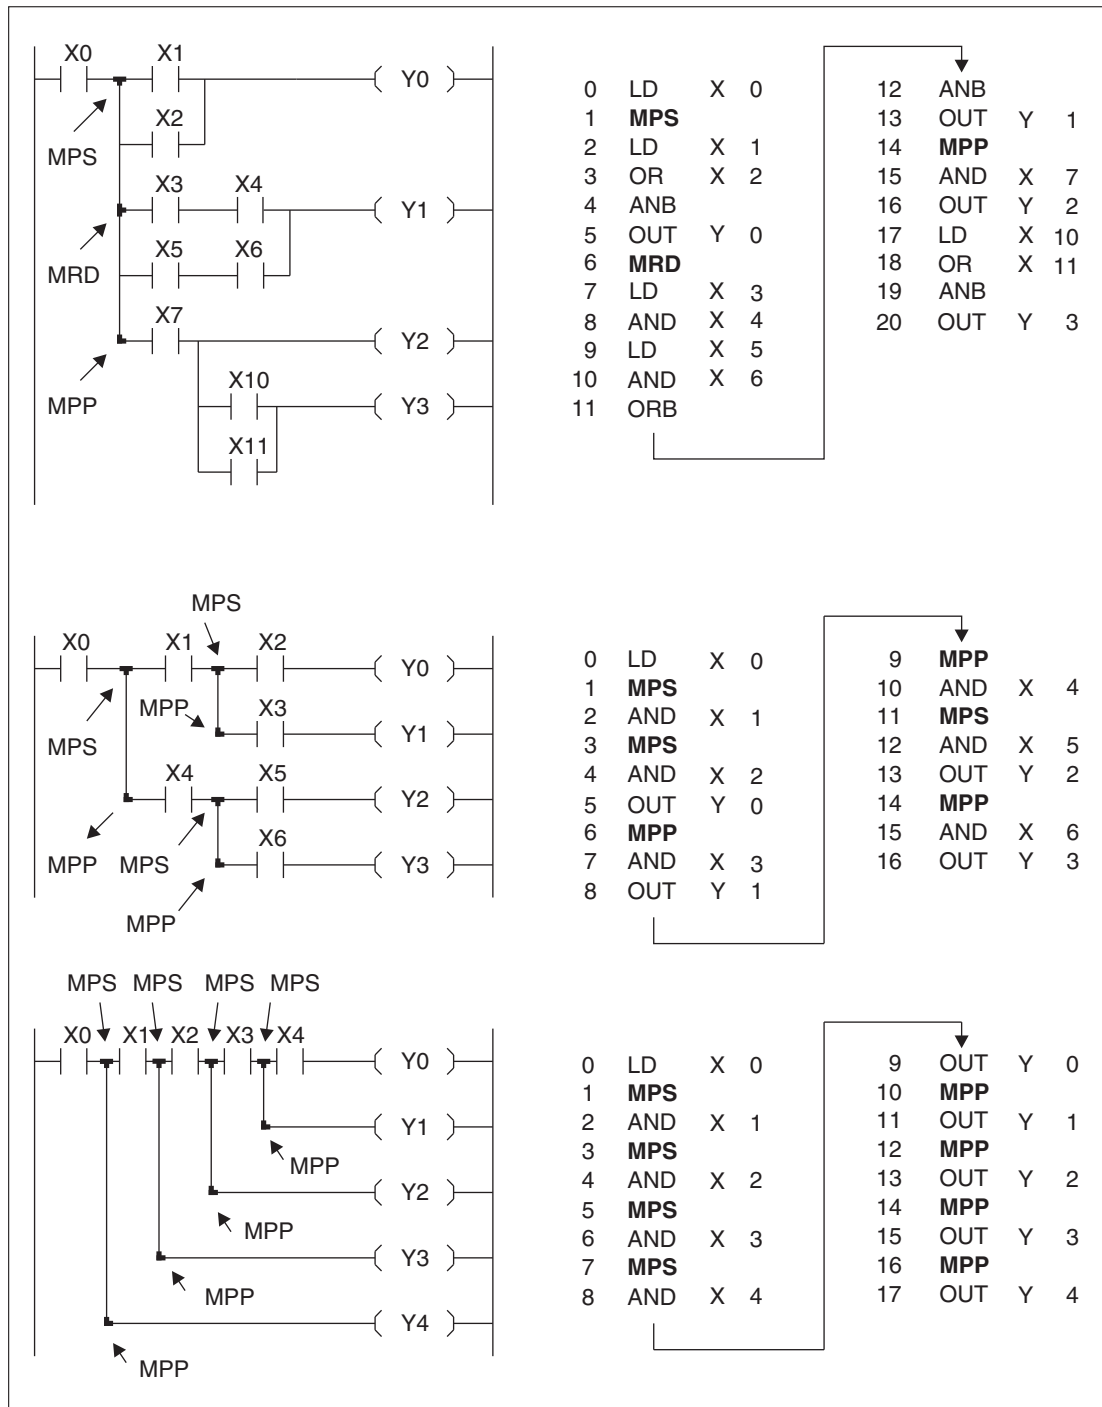 X0 X1 Y0
X2
MPS
X3 X4 Y1
X5 X6
MRD
X7 Y2
X10 Y3
MPP
X11
0 LD X 0
1 MPS
2 LD X 1
3 OR X 2
4 ANB
5 OUT Y 0
6 MRD
7 LD X 3
8 AND X 4
9 LD X 5
10 AND X 6
11 ORB
12 ANB
13 OUT Y 1
14 MPP
15 AND X 7
16 OUT Y 2
17 LD X 10
18 OR X 11
19 ANB
20 OUT Y 3
MPS
X0 X1 X2 Y0
MPP X3 Y1
MPS
X4 X5 Y2
MPP MPS X6 Y3
MPP
0 LD X 0
1 MPS
2 AND X 1
3 MPS
4 AND X 2
5 OUT Y 0
6 MPP
7 AND X 3
8 OUT Y 1
9 MPP
10 AND X 4
11 MPS
12 AND X 5
13 OUT Y 2
14 MPP
15 AND X 6
16 OUT Y 3
MPS MPS MPS MPS
X0 X1 X2 X3 X4 Y0
Y1
MPP
Y2
MPP
Y3
MPP
Y4
MPP
0 LD X 0
1 MPS
2 AND X 1
3 MPS
4 AND X 2
5 MPS
6 AND X 3
7 MPS
8 AND X 4
9 OUT Y 0
10 MPP
11 OUT Y 1
12 MPP
13 OUT Y 2
14 MPP
15 OUT Y 3
16 MPP
17 OUT Y 4